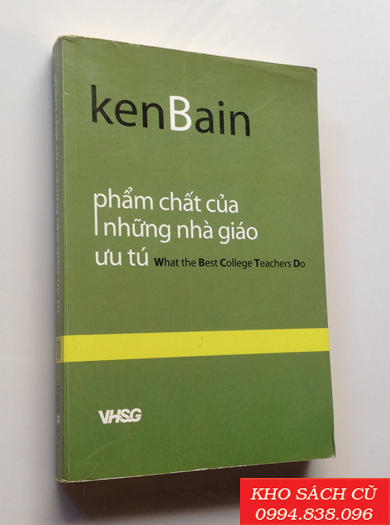 kenBain
phẩm chất của
những nhà giáo
ưu tú What the Best College Teachers Do
VHSG
KHO SÁCH CŨ
0994.838.096